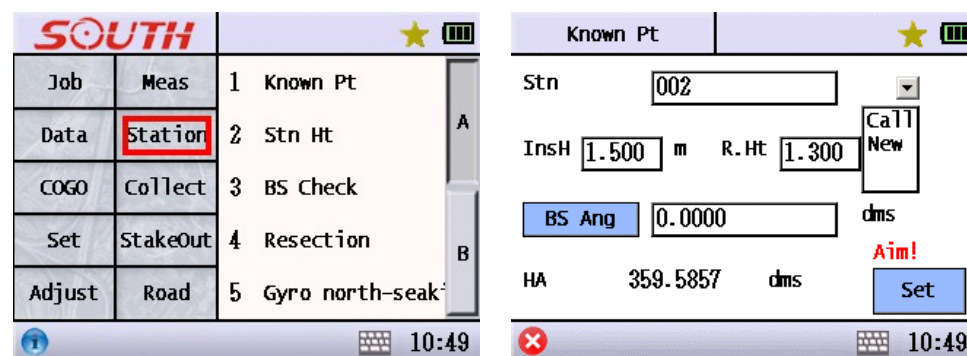 SOUTH
Job Meas 1 Known Pt
Data Station 2 Stn Ht A
COGO Collect 3 BS Check
Set StakeOut 4 Resection B
Adjust Road 5 Gyro north-seak
10:49
Known Pt
Stn 002
Call
New
InsH 1.500 m R.Ht 1.300
BS Ang 0.0000 dms
Aim!
HA 359.5857 dms Set
10:49